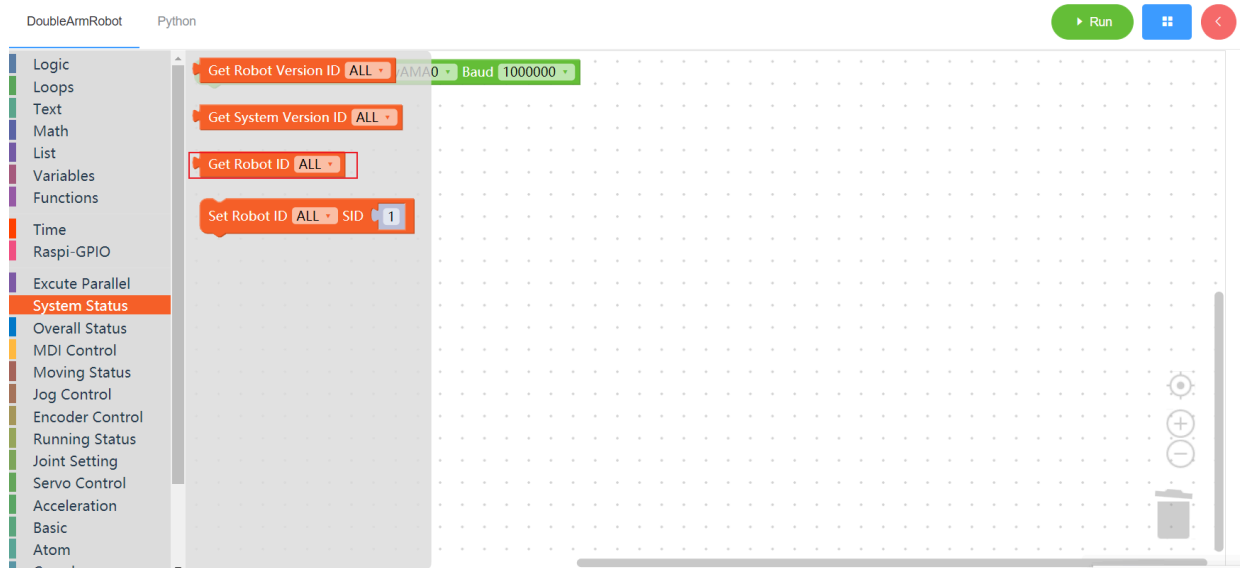 DoubleArmRobot
Python
Run
Logic
Loops
Text
Math
List
Variables
Functions
Time
Raspi-GPIO
Excute Parallel
System Status
Overall Status
MDI Control
Moving Status
Jog Control
Encoder Control
Running Status
Joint Setting
Servo Control
Acceleration
Basic
Atom
Get Robot Version ID ALL
AMA0 Baud 1000000
Get System Version ID ALL
Get Robot ID ALL
Set Robot ID ALL SID 1